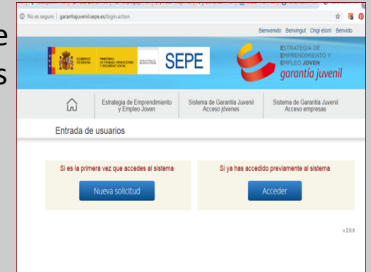 e
s
No es seguro | garantiajuvenil.sepe.es/login.action
Bienvenido Benvingut Ongi etorri Benvido
GOBIERNO DE ESPAÑA
SEPE
ESTRATEGIA DE
EMPRENDIMIENTO Y
EMPLEO JOVEN
garantía juvenil
Estrategia de Emprendimiento
y Empleo Joven
Sistema de Garantía Juvenil
Acceso jóvenes
Sistema de Garantía Juvenil
Acceso empresas
Entrada de usuarios
Si es la primera vez que accedes al sistema
Nueva solicitud
Si ya has accedido previamente al sistema
Acceder